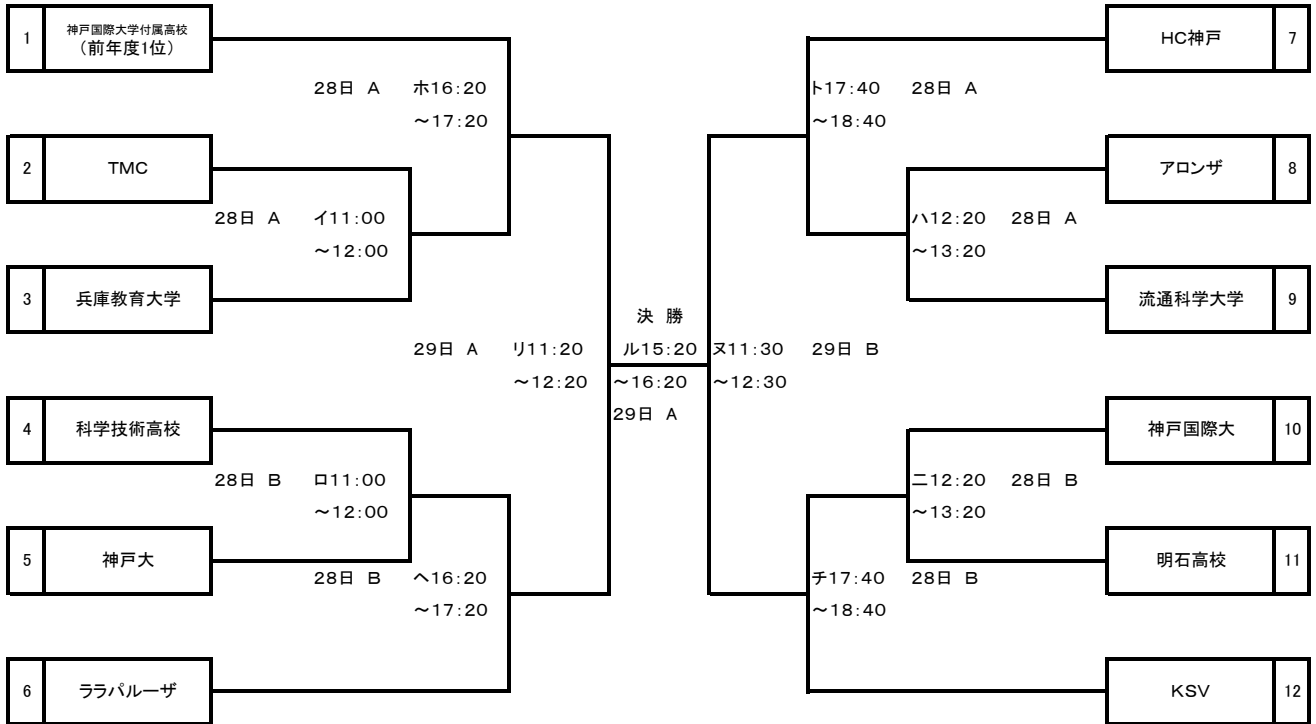 1 神戸国際大学付属高校
(前年度1位)
28日 A ホ16:20
～17:20
2 TMC
28日 A イ11:00
～12:00
3 兵庫教育大学
29日 A リ11:20
～12:20
4 科学技術高校
28日 B ロ11:00
～12:00
5 神戸大
28日 B ヘ16:20
～17:20
6 ララパルーザ
決 勝
ル15:20
～16:20
29日 A
HC神戸 7
ト17:40 28日 A
～18:40
アロンザ 8
ハ12:20 28日 A
～13:20
流通科学大学 9
ヌ11:30 29日 B
～12:30
神戸国際大 10
ニ12:20 28日 B
～13:20
明石高校 11
チ17:40 28日 B
～18:40
KSV 12